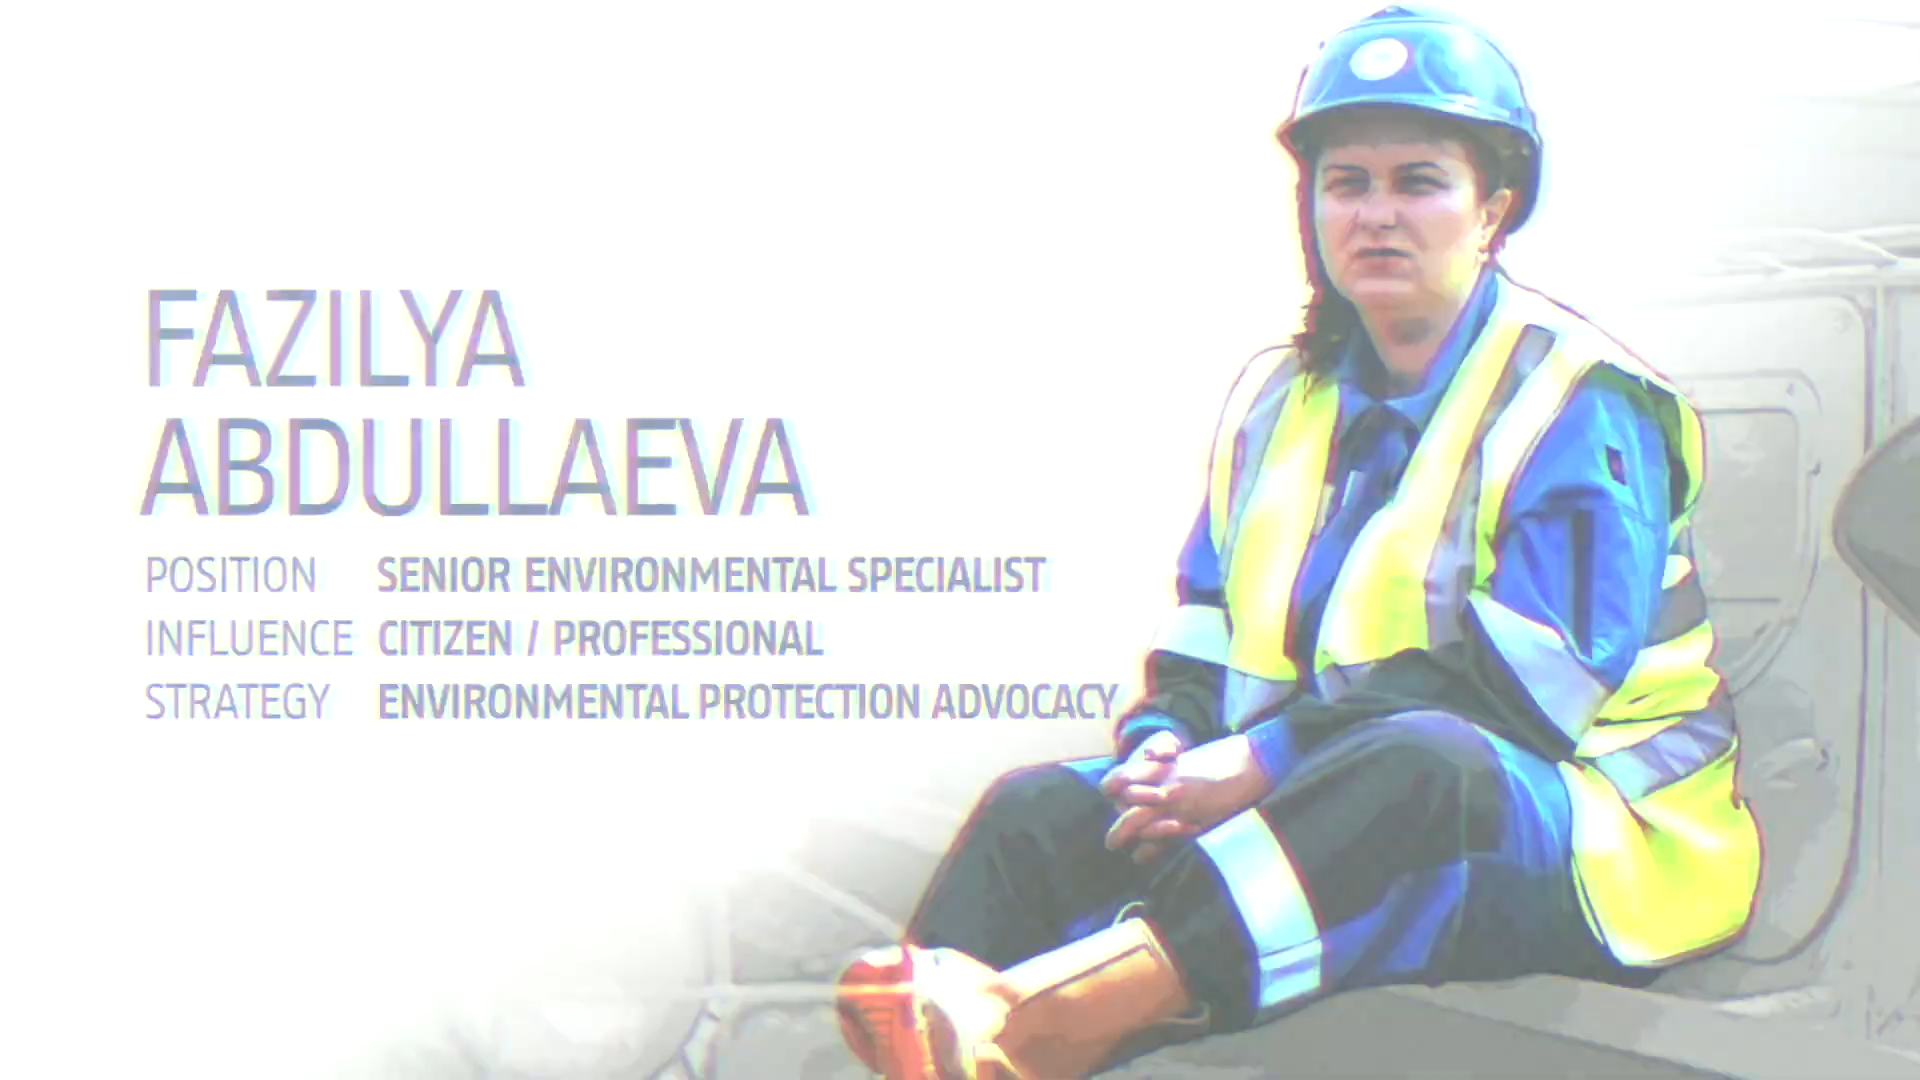 FAZILYA
ABDULLAEVA
POSITION SENIOR ENVIRONMENTAL SPECIALIST
INFLUENCE CITIZEN / PROFESSIONAL
STRATEGY ENVIRONMENTAL PROTECTION ADVOCACY